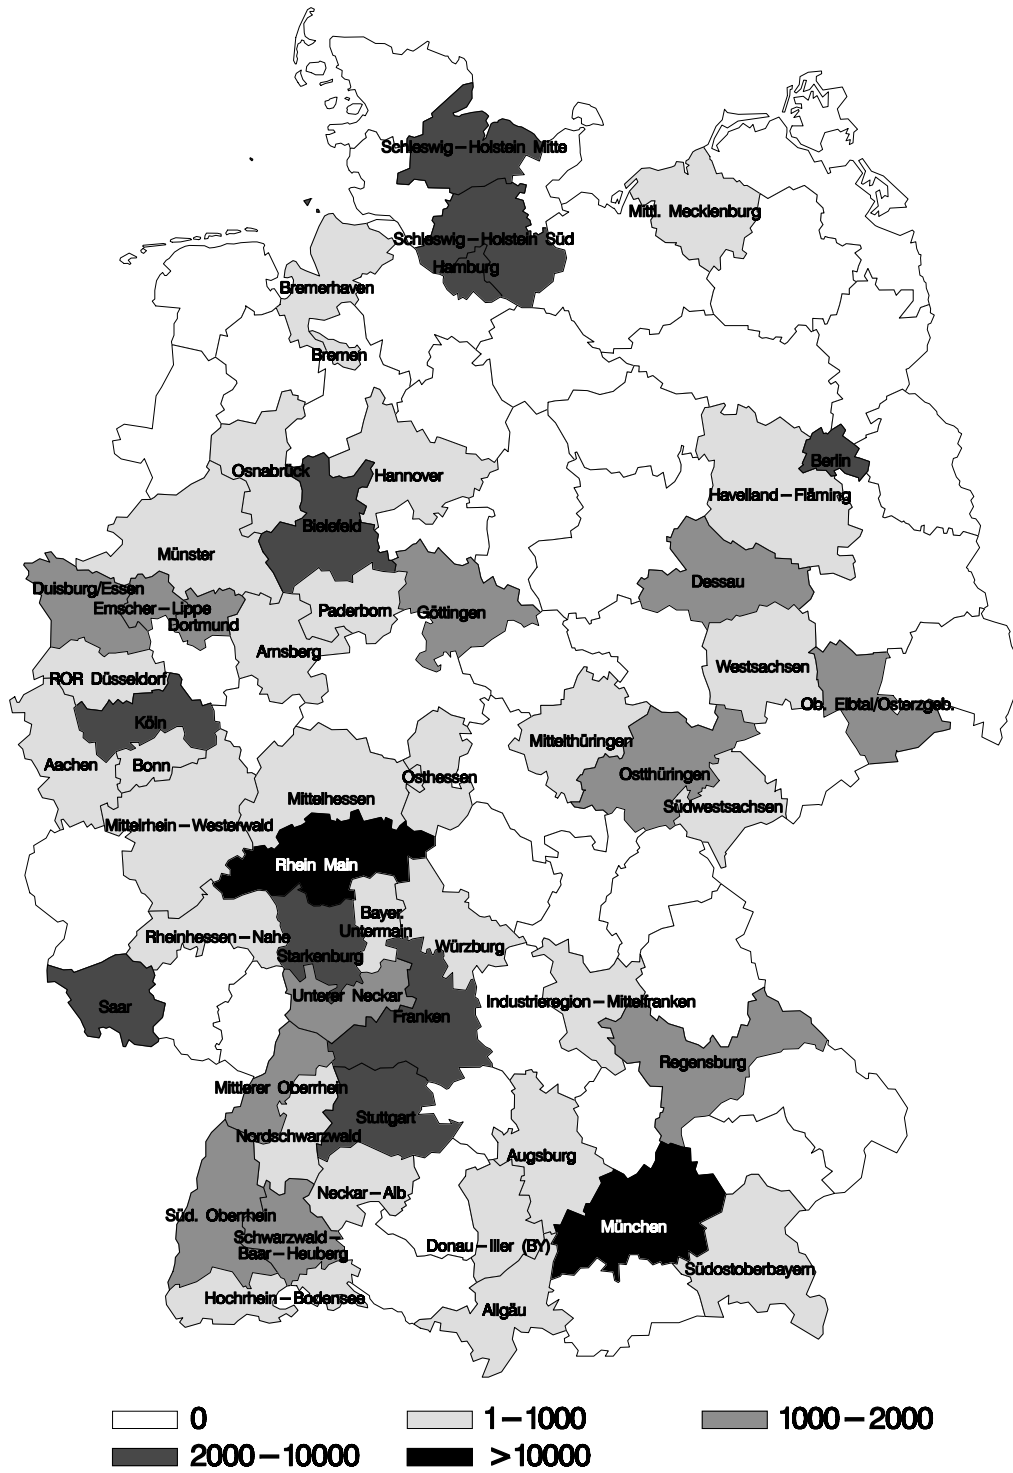 Schleswig−Holstein Mitte
Mittl. Mecklenburg
Schleswig−Holstein Süd
Hamburg
Bremerhaven
Bremen
Osnabrück
Hannover
Berlin
Havelland−Fläming
Bielefeld
Münster
Dessau
Duisburg/Essen
Emscher−Lippe
Dortmund
Paderborn
Göttingen
Arnsberg
Westsachsen
ROR Düsseldorf
Ob. Elbtal/Osterzgeb.
Köln
Mittelthüringen
Aachen
Bonn
Osthessen
Ostthüringen
Mittelhessen
Südwestsachsen
Mittelrhein−Westerwald
Rhein Main
Bayer.
Untermain
Rheinhessen−Nahe
Würzburg
Starkenburg
Unterer Neckar
Industrieregion−Mittelfranken
Saar
Franken
Regensburg
Mittlerer Oberrhein
Stuttgart
Nordschwarzwald
Augsburg
Neckar−Alb
Süd. Oberrhein
München
Schwarzwald−
Baar−Heuberg
Donau−Iller (BY)
Südostoberbayern
Hochrhein−Bodensee
Allgäu
0
1−1000
1000−2000
2000−10000
>10000